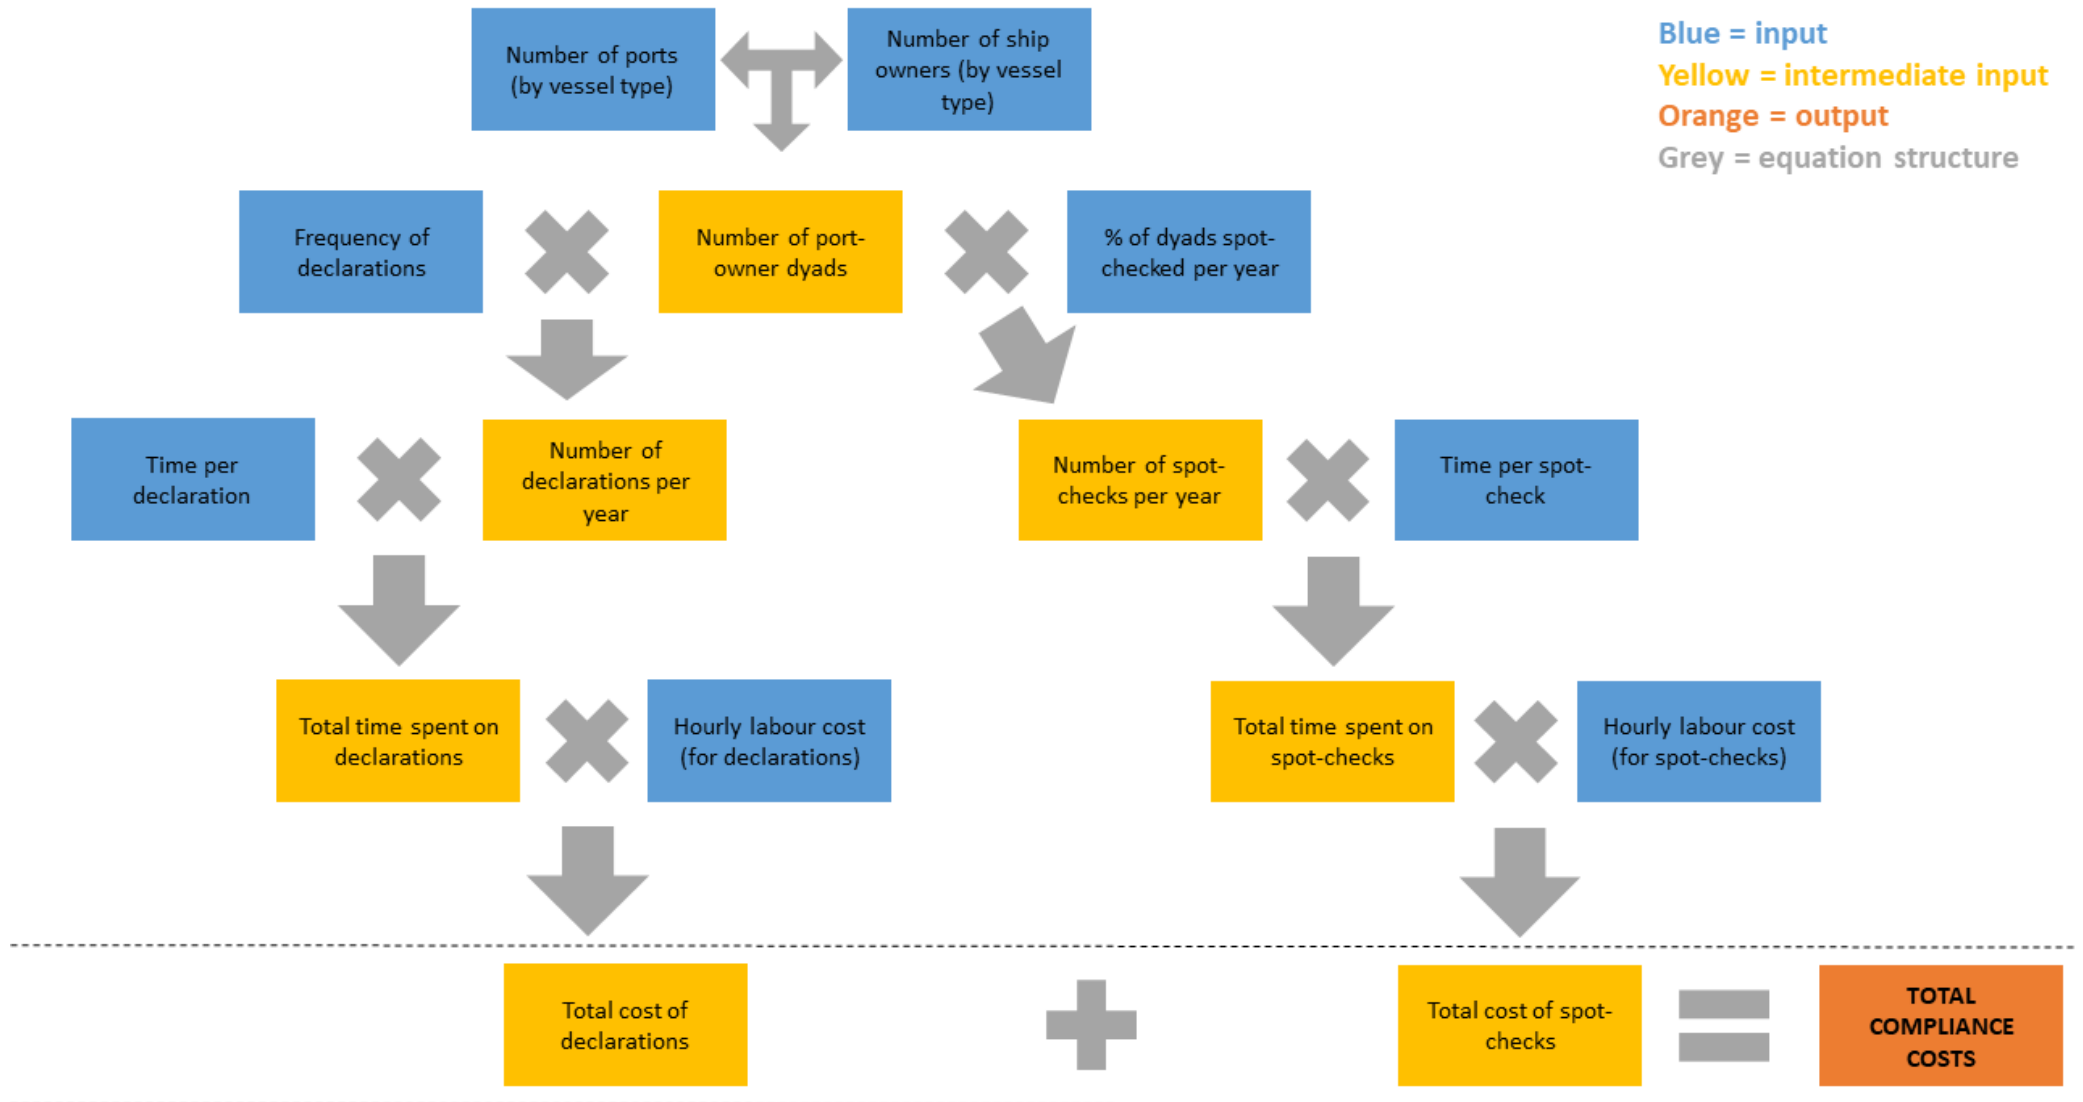 Number of ports
(by vessel type)
Number of ship
owners (by vessel
type)
Blue = input
Yellow = intermediate input
Orange = output
Grey = equation structure
Frequency of
declarations
Number of port-
owner dyads
% of dyads spot-
checked per year
Time per
declaration
Number of
declarations per
year
Number of spot-
checks per year
Time per spot-
check
Total time spent on
declarations
Hourly labour cost
(for declarations)
Total time spent on
spot-checks
Hourly labour cost
(for spot-checks)
Total cost of
declarations
Total cost of spot-
checks
TOTAL
COMPLIANCE
COSTS